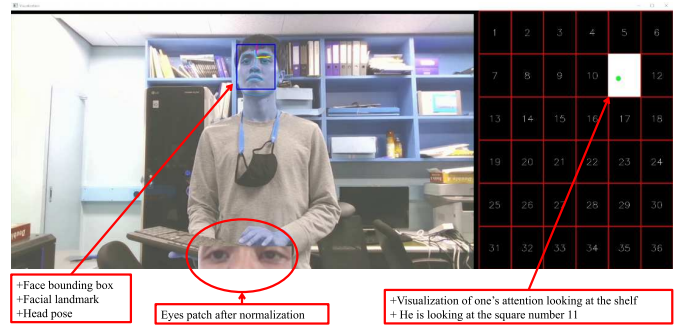 Visualization
1 2 3 4 5 6
7 8 9 10 12
13 14 15 16 17 18
19 20 21 22 23 24
25 26 27 28 29 30
31 32 33 34 35 36
+Face bounding box
+Facial landmark
+Head pose
Eyes patch after normalization
+Visualization of one's attention looking at the shelf
+ He is looking at the square number 11